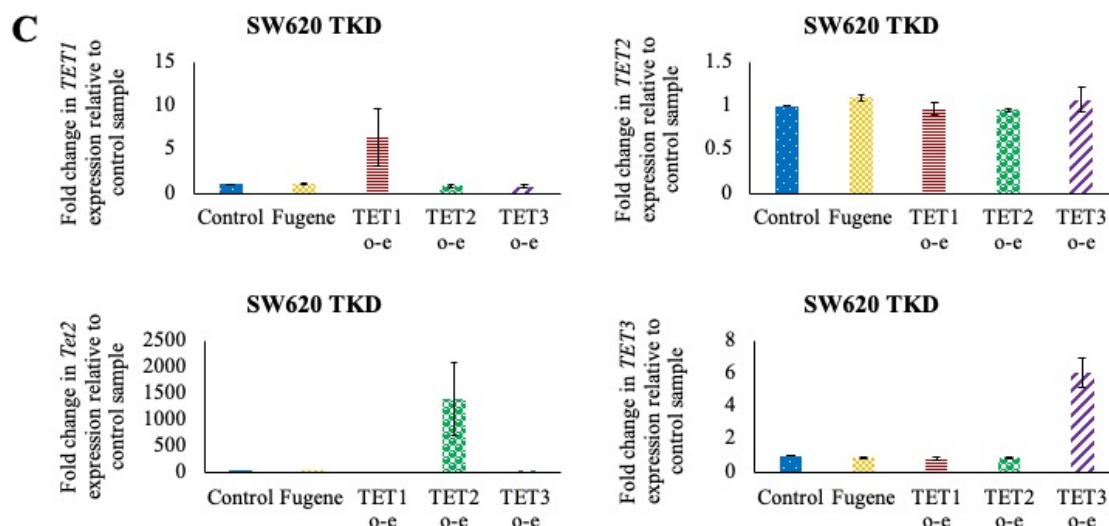 C
SW620 TKD
Fold change in TET1
expression relative to
control sample
15
10
5
0
Control Fugene TET1 TET2 TET3
o-e o-e o-e
SW620 TKD
Fold change in TET2
expression relative to
control sample
1.5
1
0.5
0
Control Fugene TET1 TET2 TET3
o-e o-e o-e
SW620 TKD
Fold change in Tet2
expression relative to
control sample
2500
2000
1500
1000
500
0
Control Fugene TET1 TET2 TET3
o-e o-e o-e
SW620 TKD
Fold change in TET3
expression relative to
control sample
8
6
4
2
0
Control Fugene TET1 TET2 TET3
o-e o-e o-e